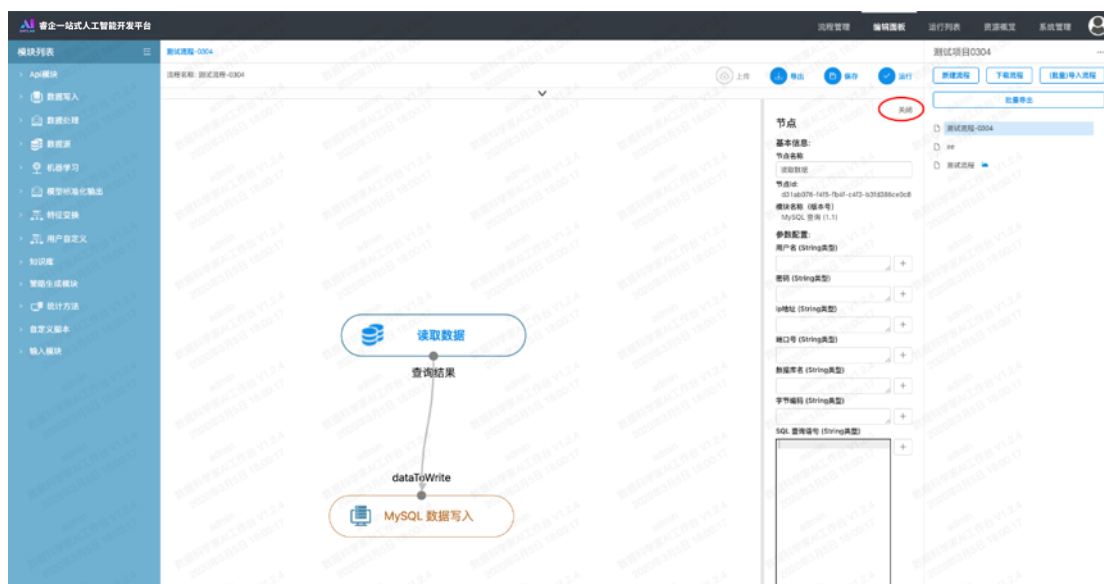 睿企一站式人工智能开发平台
流程管理 编辑面板 运行列表 资源概览 系统管理
模块列表
测试流程-0304
测试项目0304
Api模块
流程名称: 测试流程-0304
上传 导出 保存 运行
新建流程 下载流程 (批量)导入流程
数据写入
批量导出
关闭
数据处理
节点
测试流程-0304
数据源
基本信息:
ee
节点名称
机器学习
读取数据
测试流程
节点id:
模型标准化输出
模块名称（版本号）
特征变换
MySQL 查询 (1.1)
参数配置:
用户自定义
用户名 (String类型)
知识库
密码 (String类型)
策略生成模块
ip地址 (String类型)
统计方法
端口号 (String类型)
自定义脚本
读取数据
输入模块
数据库名 (String类型)
查询结果
字节编码 (String类型)
SQL 查询语句 (String类型)
dataToWrite
MySQL 数据写入